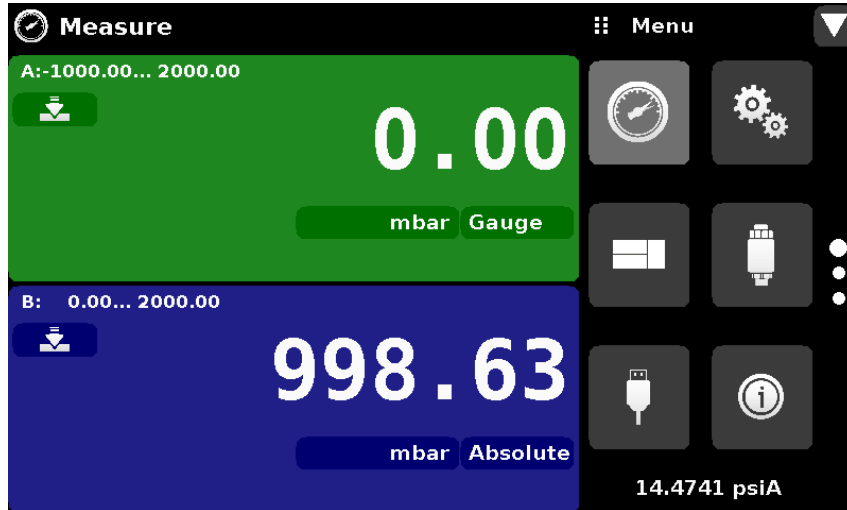 Measure
Menu
A:-1000.00... 2000.00
0.00
mbar Gauge
B: 0.00... 2000.00
998.63
mbar Absolute
14.4741 psiA